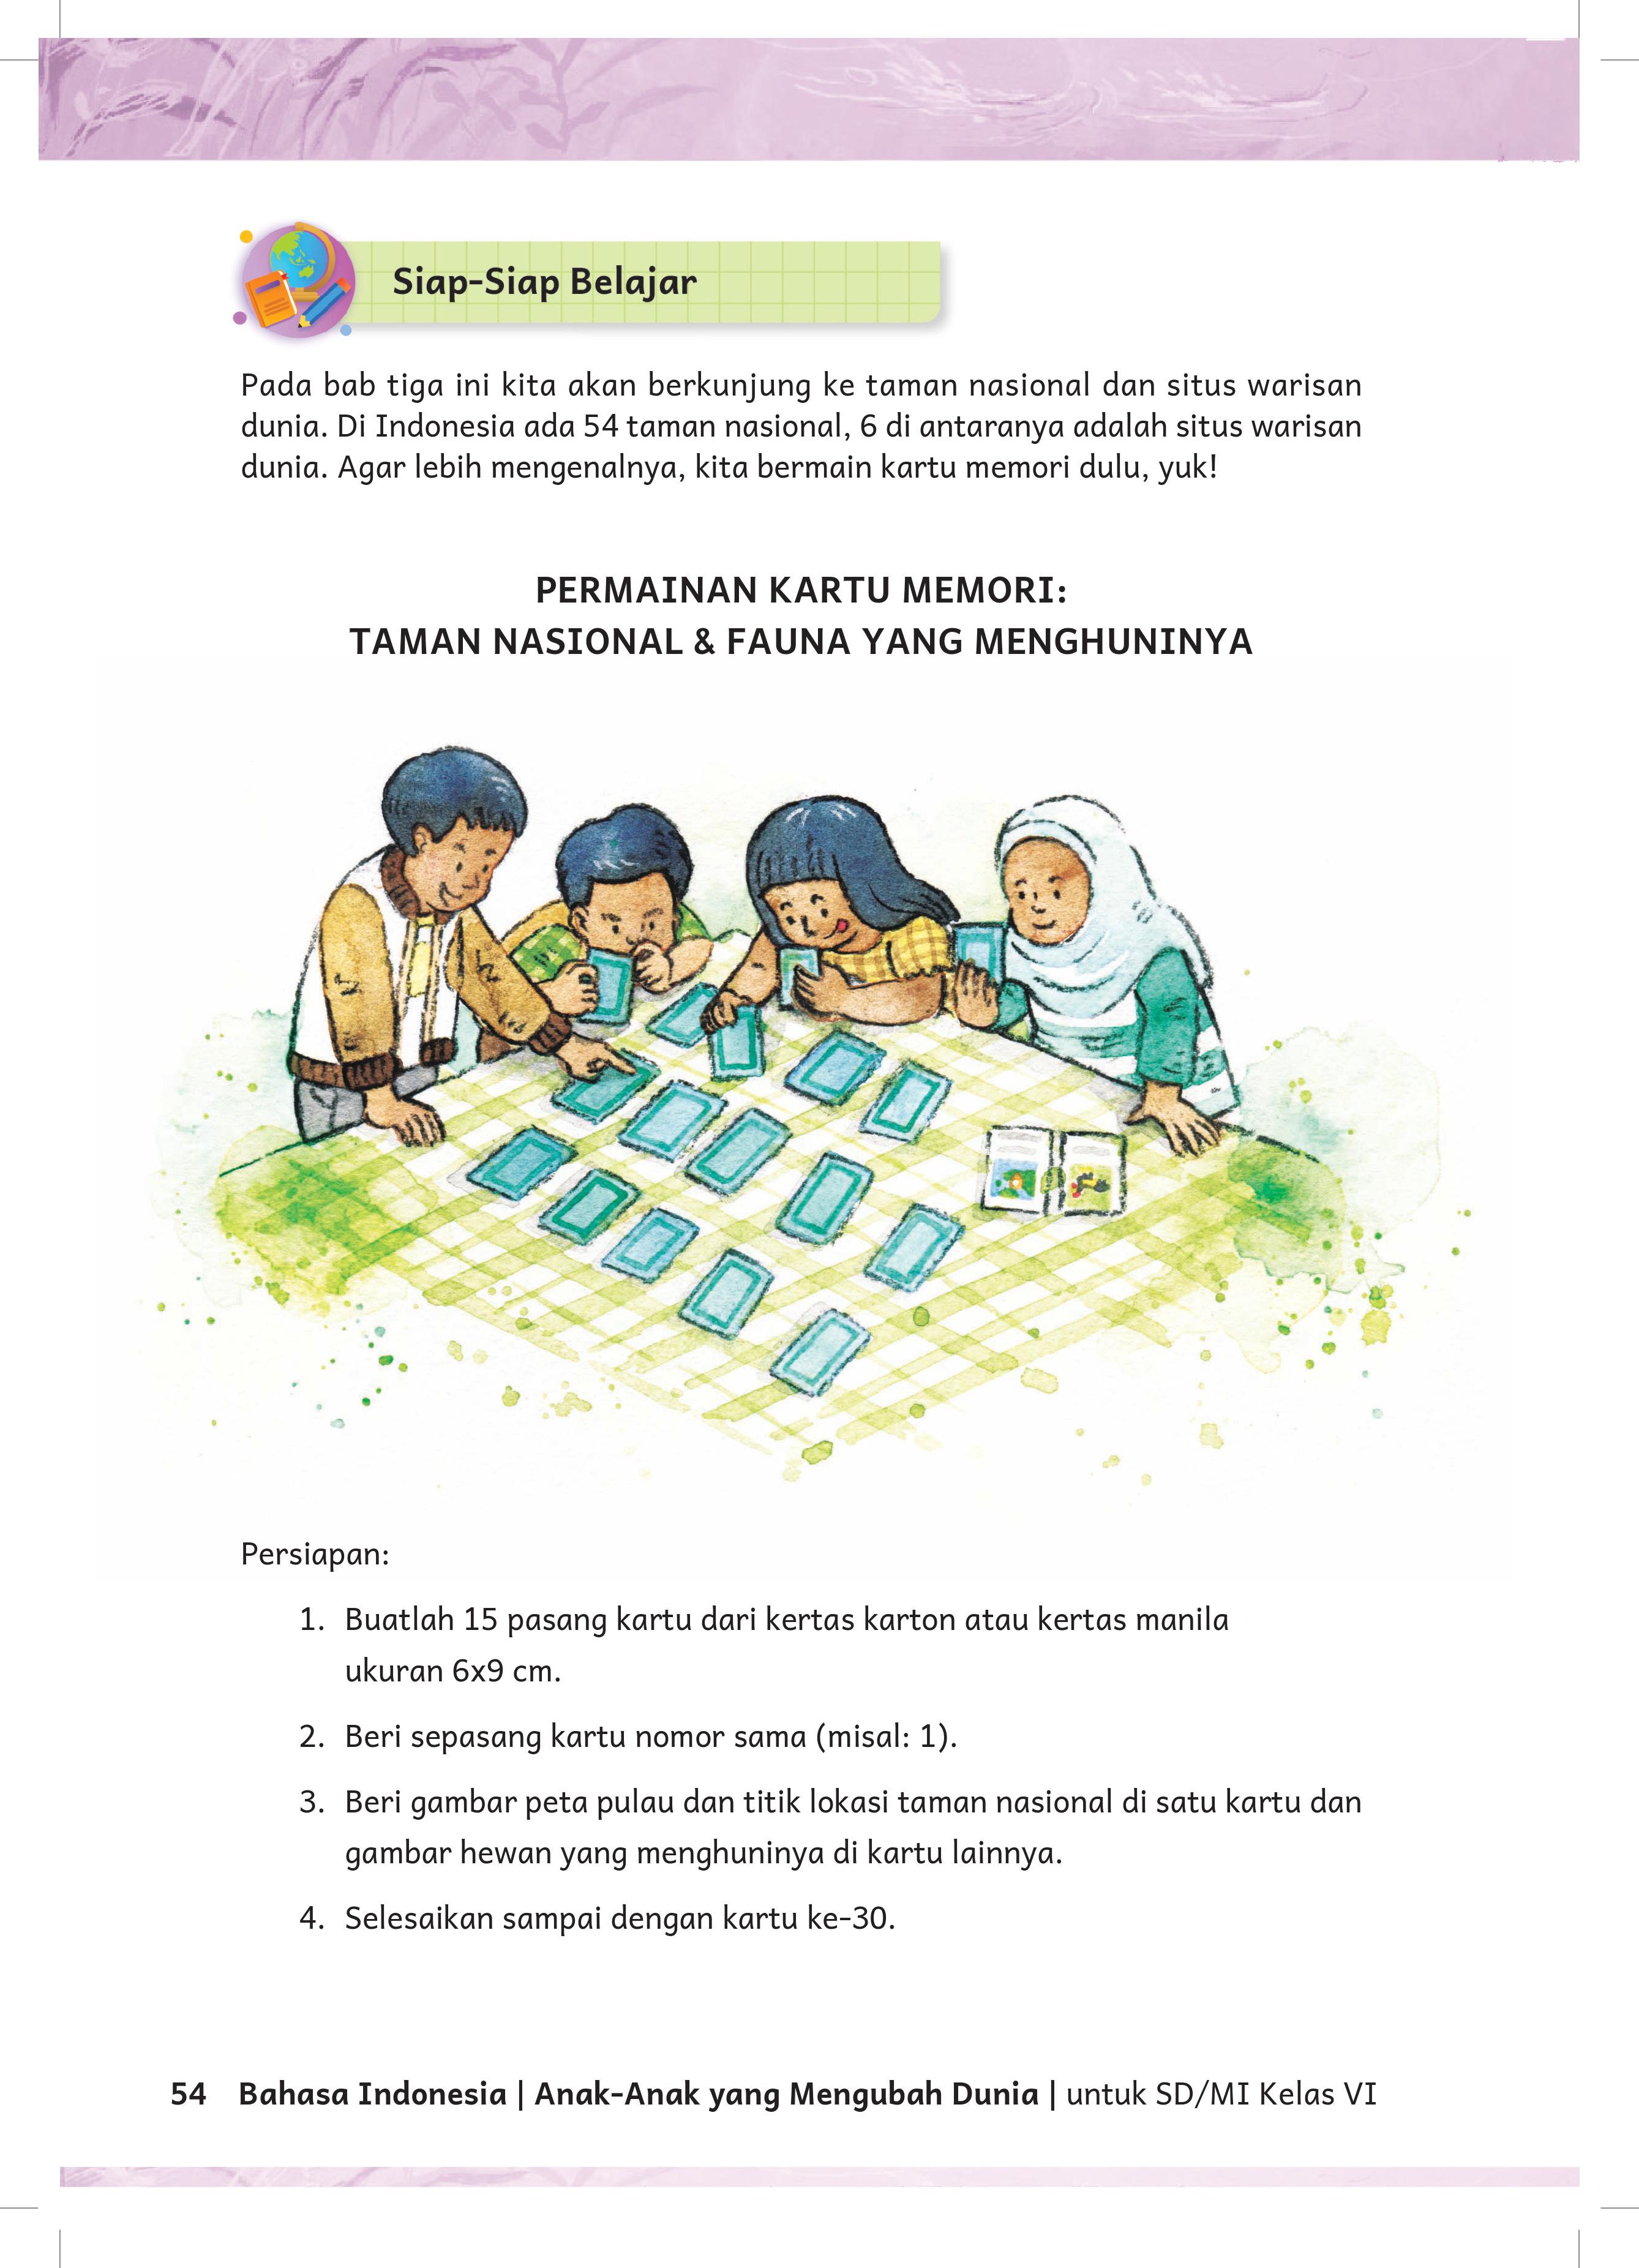 Siap-Siap Belajar
Pada bab tiga ini kita akan berkunjung ke taman nasional dan situs warisan
dunia. Di Indonesia ada 54 taman nasional, 6 di antaranya adalah situs warisan
dunia. Agar lebih mengenalnya, kita bermain kartu memori dulu, yuk!
PERMAINAN KARTU MEMORI:
TAMAN NASIONAL & FAUNA YANG MENGHUNINYA
Persiapan:
1. Buatlah 15 pasang kartu dari kertas karton atau kertas manila
ukuran 6x9 cm.
2. Beri sepasang kartu nomor sama (misal: 1).
3. Beri gambar peta pulau dan titik lokasi taman nasional di satu kartu dan
gambar hewan yang menghuninya di kartu lainnya.
4. Selesaikan sampai dengan kartu ke-30.
54 Bahasa Indonesia | Anak-Anak yang Mengubah Dunia | untuk SD/MI Kelas VI